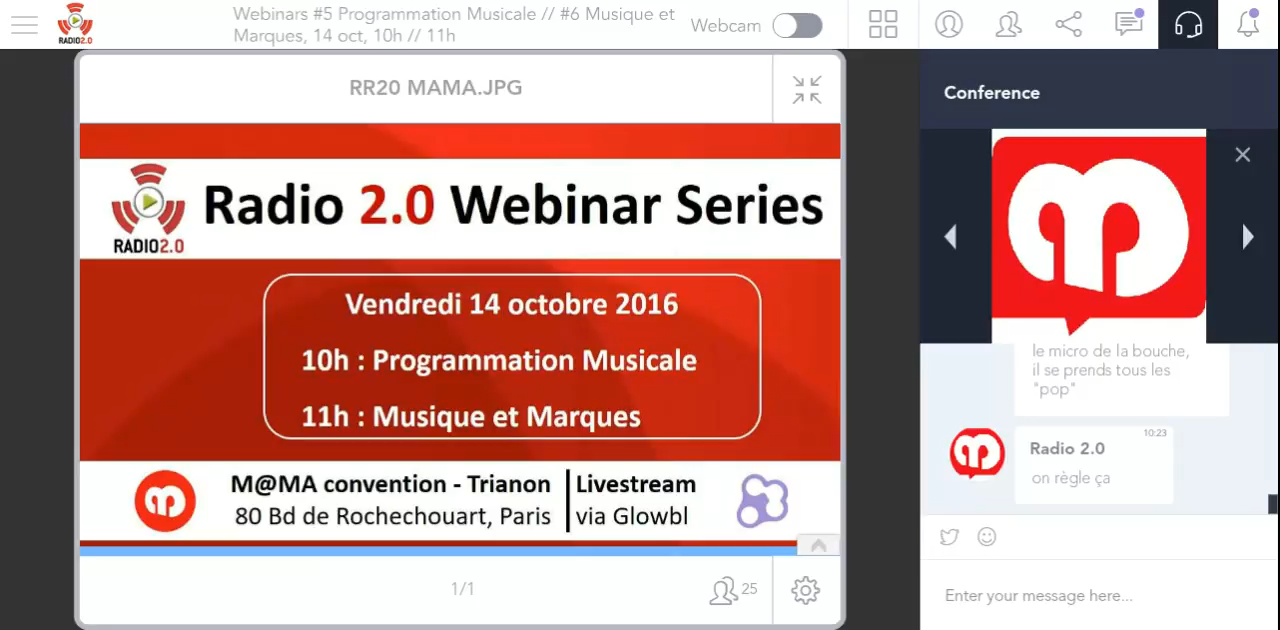 Webinars #5 Programmation Musicale // #6 Musique et
Marques, 14 oct, 10h // 11h
Webcam
RADIO2.0
RR20 MAMA.JPG
Conference
Radio 2.0 Webinar Series
RADIO2.0
Vendredi 14 octobre 2016
10h : Programmation Musicale
11h : Musique et Marques
M@MA convention - Trianon
80 Bd de Rochechouart, Paris
Livestream
via Glowbl
1/1
25
le micro de la bouche,
il se prends tous les
"pop"
10:23
Radio 2.0
on règle ça
Enter your message here...